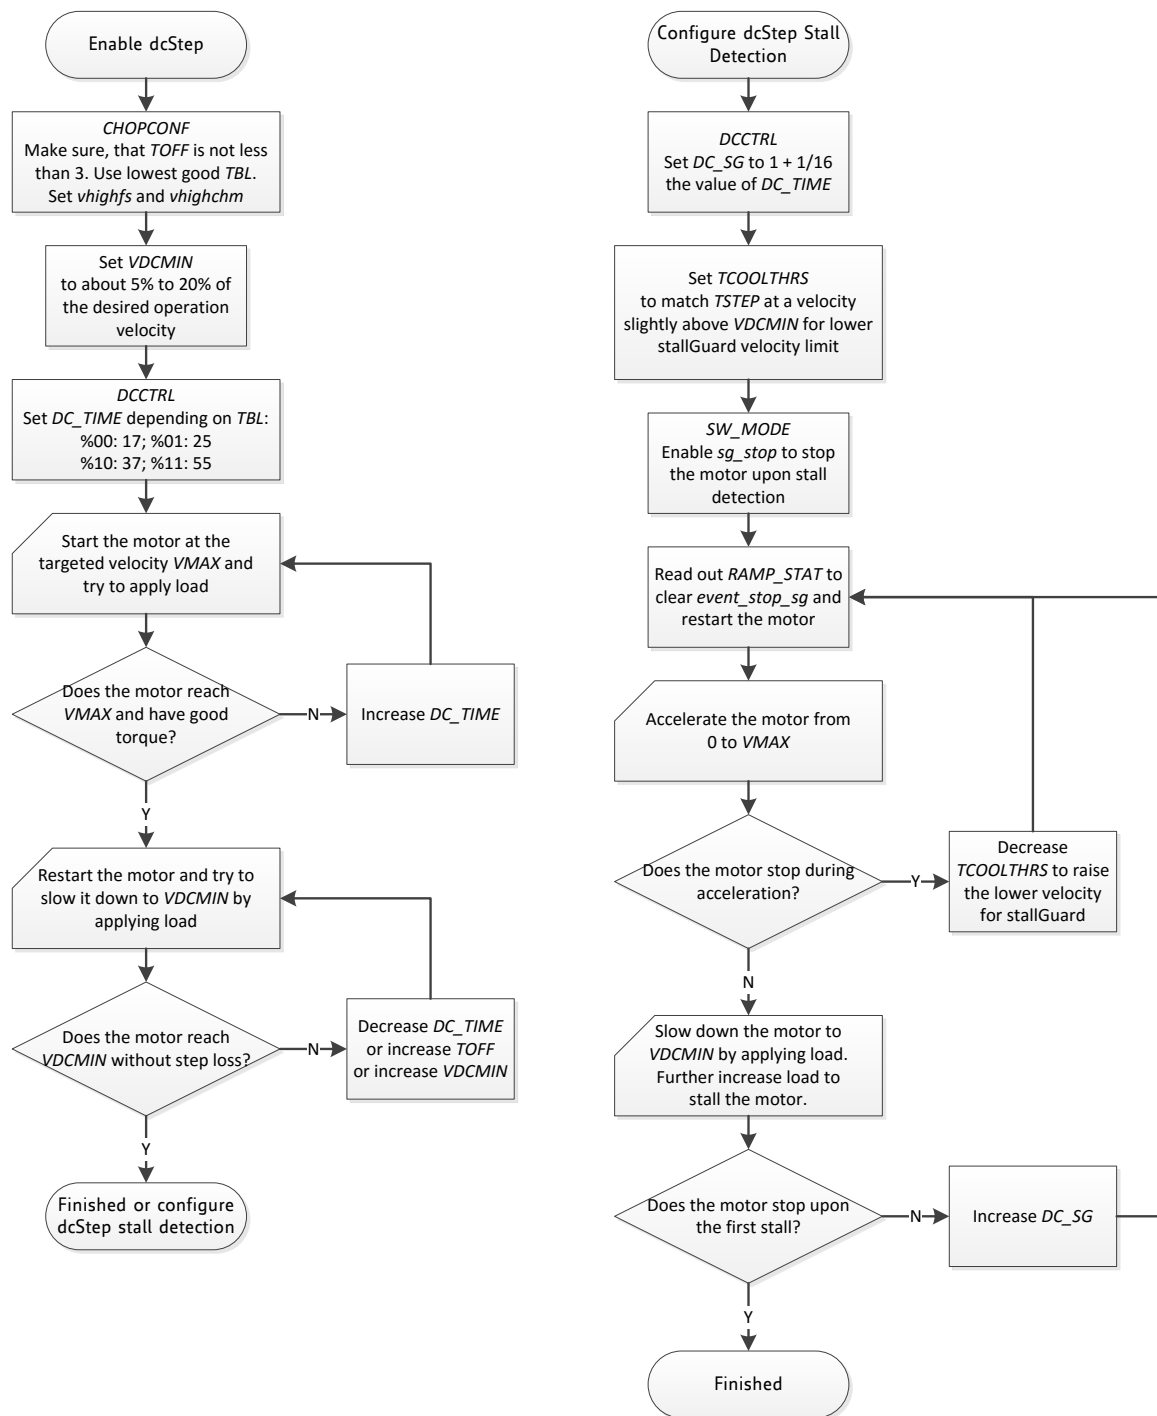 Enable dcStep
CHOPCONF
Make sure, that TOFF is not less
than 3. Use lowest good TBL.
Set vhighfs and vhighchm
Set VDCMIN
to about 5% to 20% of
the desired operation
velocity
DCCTRL
Set DC_TIME depending on TBL:
%00: 17; %01: 25
%10: 37; %11: 55
Start the motor at the
targeted velocity VMAX and
try to apply load
Does the motor reach
VMAX and have good
torque?
N
Increase DC_TIME
Y
Restart the motor and try to
slow it down to VDCMIN by
applying load
Does the motor reach
VDCMIN without step loss?
N
Decrease DC_TIME
or increase TOFF
or increase VDCMIN
Y
Finished or configure
dcStep stall detection
Configure dcStep Stall
Detection
DCCTRL
Set DC_SG to 1 + 1/16
the value of DC_TIME
Set TCOOLTHRS
to match TSTEP at a velocity
slightly above VDCMIN for lower
stallGuard velocity limit
SW_MODE
Enable sg_stop to stop
the motor upon stall
detection
Read out RAMP_STAT to
clear event_stop_sg and
restart the motor
Accelerate the motor from
0 to VMAX
Does the motor stop during
acceleration?
Y
Decrease
TCOOLTHRS to raise
the lower velocity
for stallGuard
N
Slow down the motor to
VDCMIN by applying load.
Further increase load to
stall the motor.
Does the motor stop upon
the first stall?
N
Increase DC_SG
Y
Finished